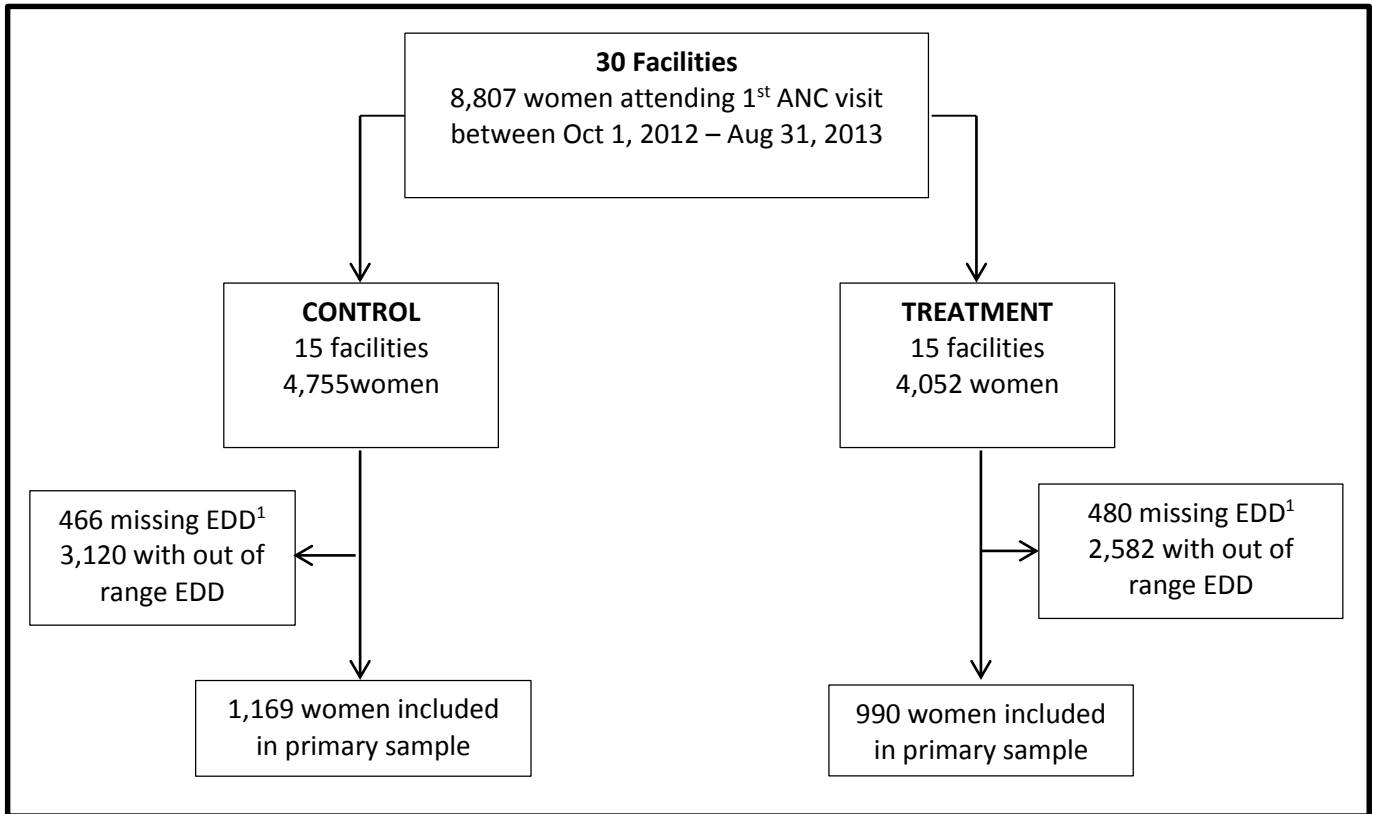 30 Facilities
8,807 women attending 1st ANC visit
between Oct 1, 2012 – Aug 31, 2013
CONTROL
15 facilities
4,755women
TREATMENT
15 facilities
4,052 women
466 missing EDD1
3,120 with out of
range EDD
480 missing EDD1
2,582 with out of
range EDD
1,169 women included
in primary sample
990 women included
in primary sample